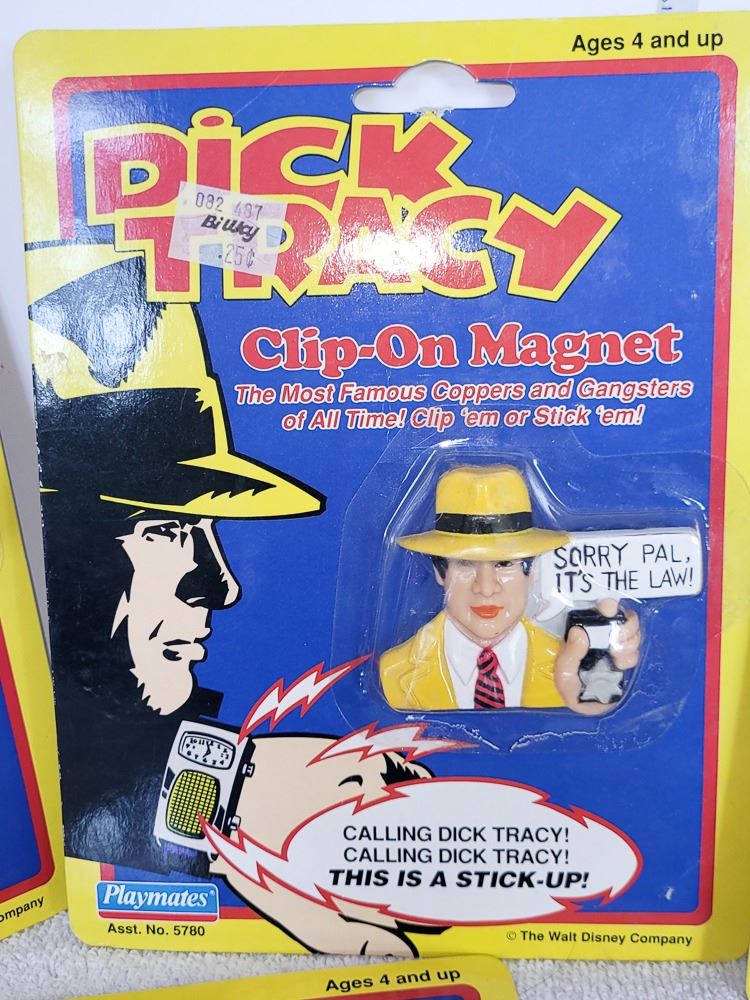 Ages 4 and up
DICK
TRACY
082 487
BiWay
.25¢
Clip-On Magnet
The Most Famous Coppers and Gangsters
of All Time! Clip 'em or Stick 'em!
SORRY PAL,
IT'S THE LAW!
CALLING DICK TRACY!
CALLING DICK TRACY!
THIS IS A STICK-UP!
Playmates
Asst. No. 5780
© The Walt Disney Company
ompany
Ages 4 and up